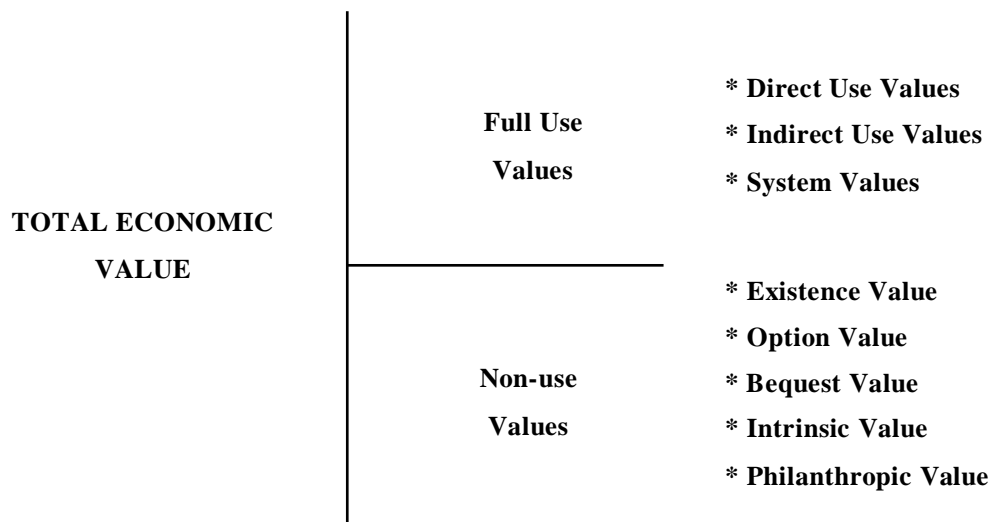 TOTAL ECONOMIC
VALUE
Full Use
Values
* Direct Use Values
* Indirect Use Values
* System Values
Non-use
Values
* Existence Value
* Option Value
* Bequest Value
* Intrinsic Value
* Philanthropic Value